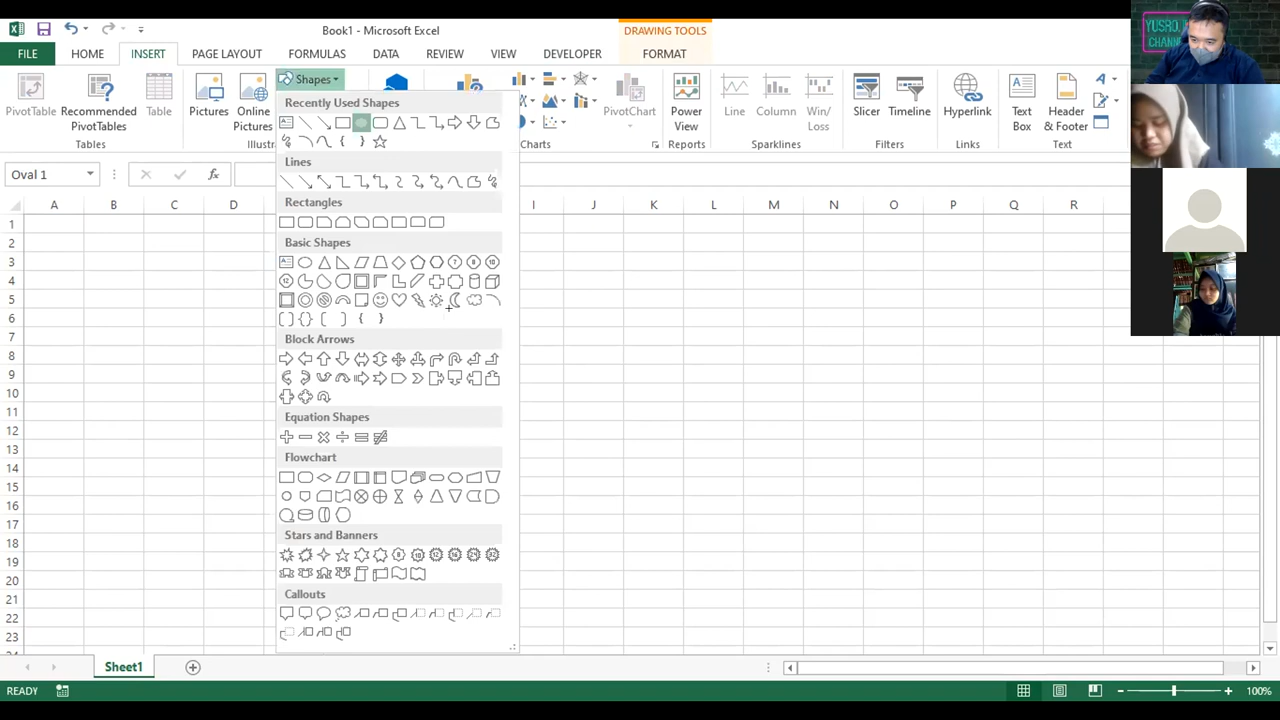 Book1 - Microsoft Excel
DRAWING TOOLS
FILE
HOME
INSERT
PAGE LAYOUT
FORMULAS
DATA
REVIEW
VIEW
DEVELOPER
FORMAT
PivotTable
Recommended
PivotTables
Table
Tables
Pictures
Online
Pictures
Shapes
PivotChart
Charts
Power
View
Reports
Line
Column
Win/
Loss
Sparklines
Slicer
Timeline
Filters
Hyperlink
Links
Text
Box
Header
& Footer
Text
Oval 1
Recently Used Shapes
Lines
Rectangles
Basic Shapes
Block Arrows
Equation Shapes
Flowchart
Stars and Banners
Callouts
A B C D I J K L M N O P Q R
1
2
3
4
5
6
7
8
9
10
11
12
13
14
15
16
17
18
19
20
21
22
23
Sheet1
READY
100%